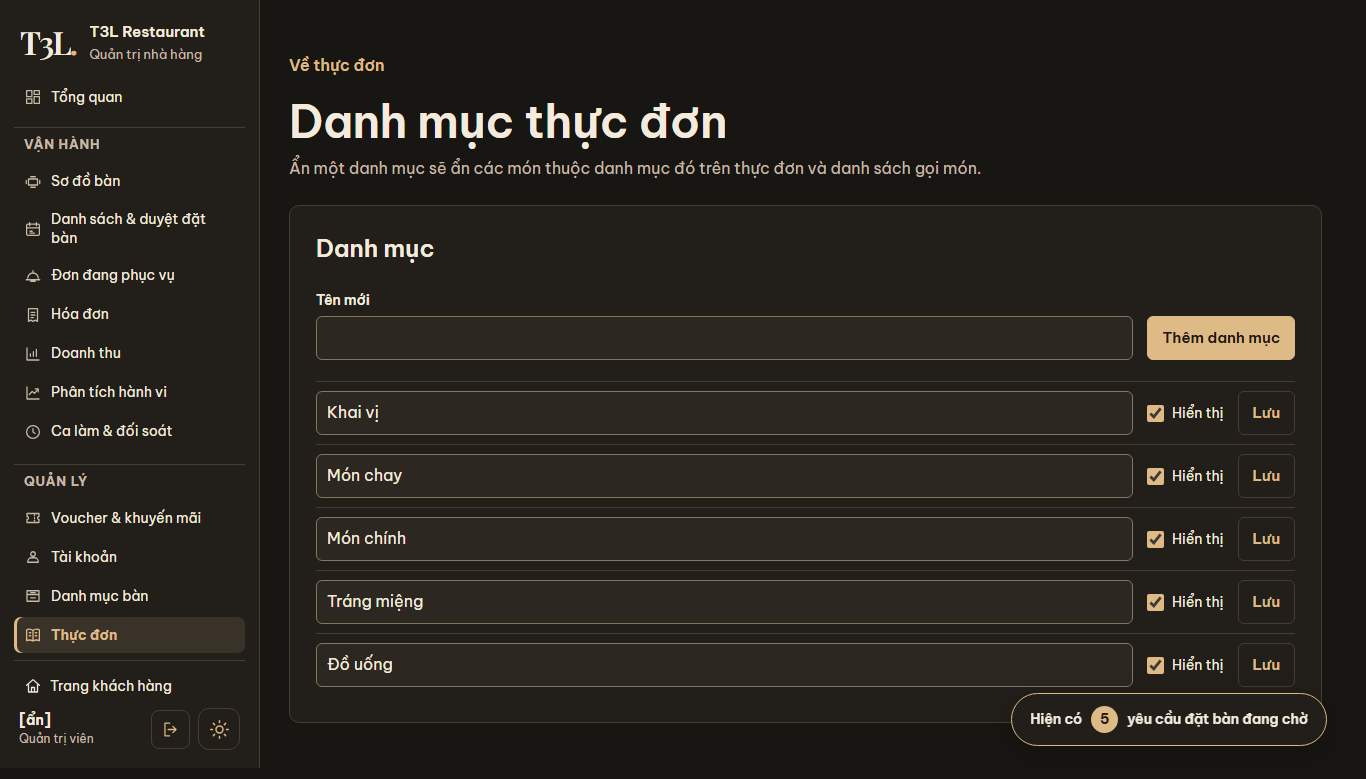 T3L.
T3L Restaurant
Quản trị nhà hàng
Tổng quan
VẬN HÀNH
Sơ đồ bàn
Danh sách & duyệt đặt
bàn
Đơn đang phục vụ
Hóa đơn
Doanh thu
Phân tích hành vi
Ca làm & đối soát
QUẢN LÝ
Voucher & khuyến mãi
Tài khoản
Danh mục bàn
Thực đơn
Trang khách hàng
[ẩn]
Quản trị viên
Về thực đơn
Danh mục thực đơn
Ẩn một danh mục sẽ ẩn các món thuộc danh mục đó trên thực đơn và danh sách gọi món.
Danh mục
Tên mới
Thêm danh mục
Khai vị Hiển thị Lưu
Món chay Hiển thị Lưu
Món chính Hiển thị Lưu
Tráng miệng Hiển thị Lưu
Đồ uống Hiển thị Lưu
Hiện có 5 yêu cầu đặt bàn đang chờ